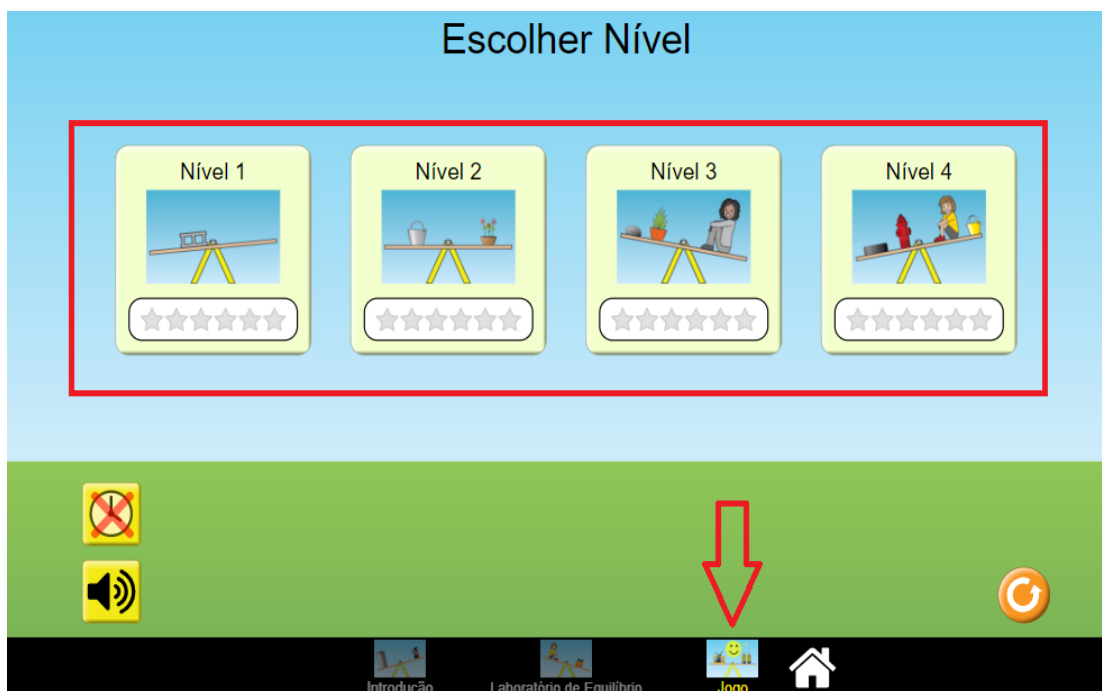 Escolher Nível
Nível 1
Nível 2
Nível 3
Nível 4
Introdução
Laboratório de Equilíbrio
Jogo